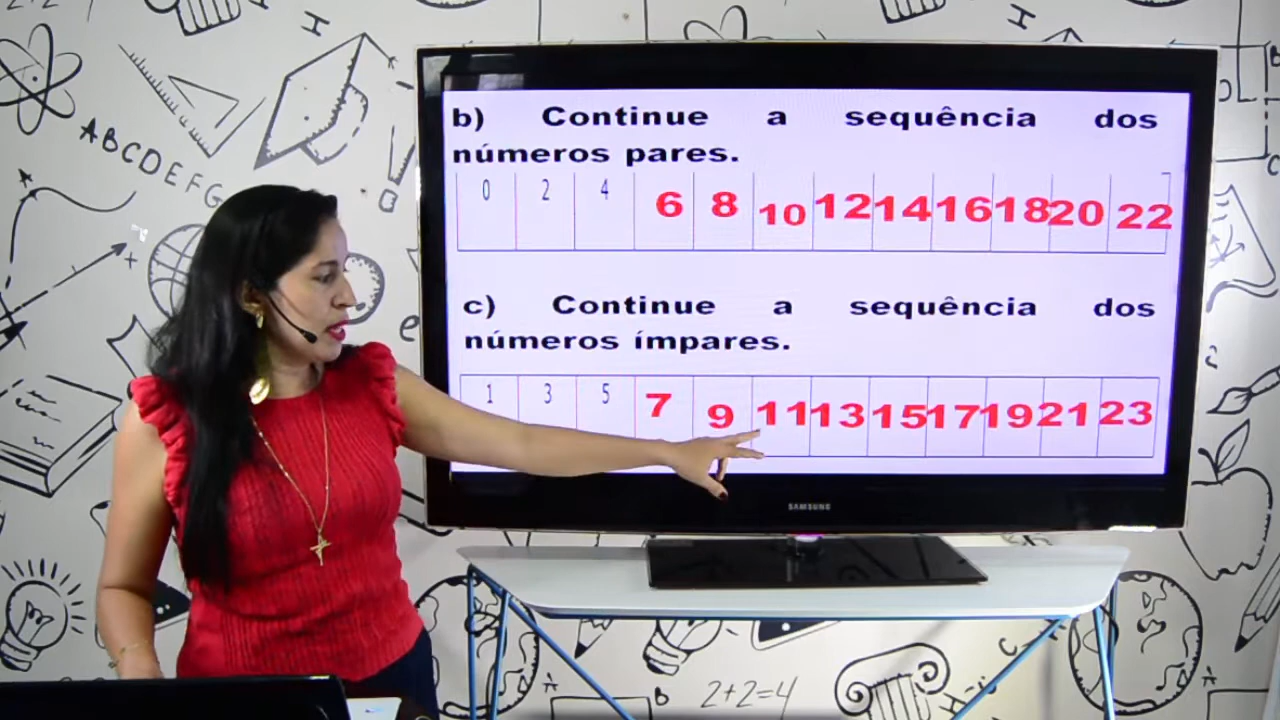 b) Continue a sequência dos
números pares.
0 2 4 6 8 10 12 14 16 18 20 22
c) Continue a sequência dos
números ímpares.
1 3 5 7 9 11 13 15 17 19 21 23
SAMSUNG
ABCDEFG
2+2=4
A
B